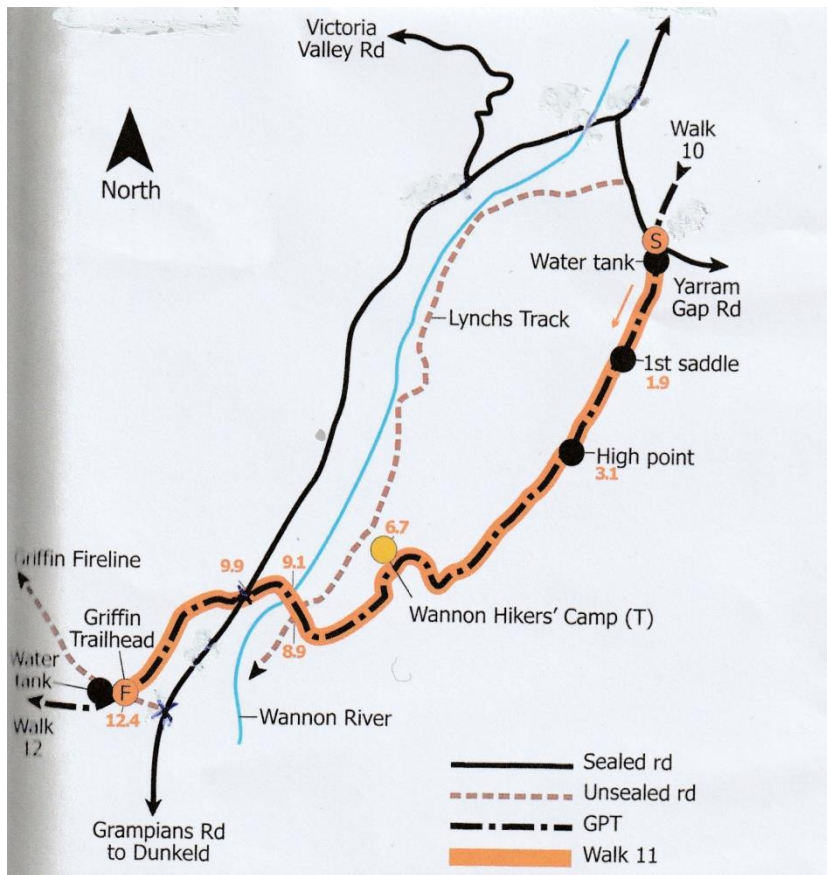 Victoria
Valley Rd
Walk
10
North
S
Water tank
Yarram
Gap Rd
Lynchs Track
1st saddle
1.9
High point
3.1
6.7
Griffin Fireline
9.9
9.1
Wannon Hikers' Camp (T)
Griffin
Trailhead
8.9
Water
tank
F
12.4
Walk
12
Wannon River
Grampians Rd
to Dunkeld
Sealed rd
Unsealed rd
GPT
Walk 11